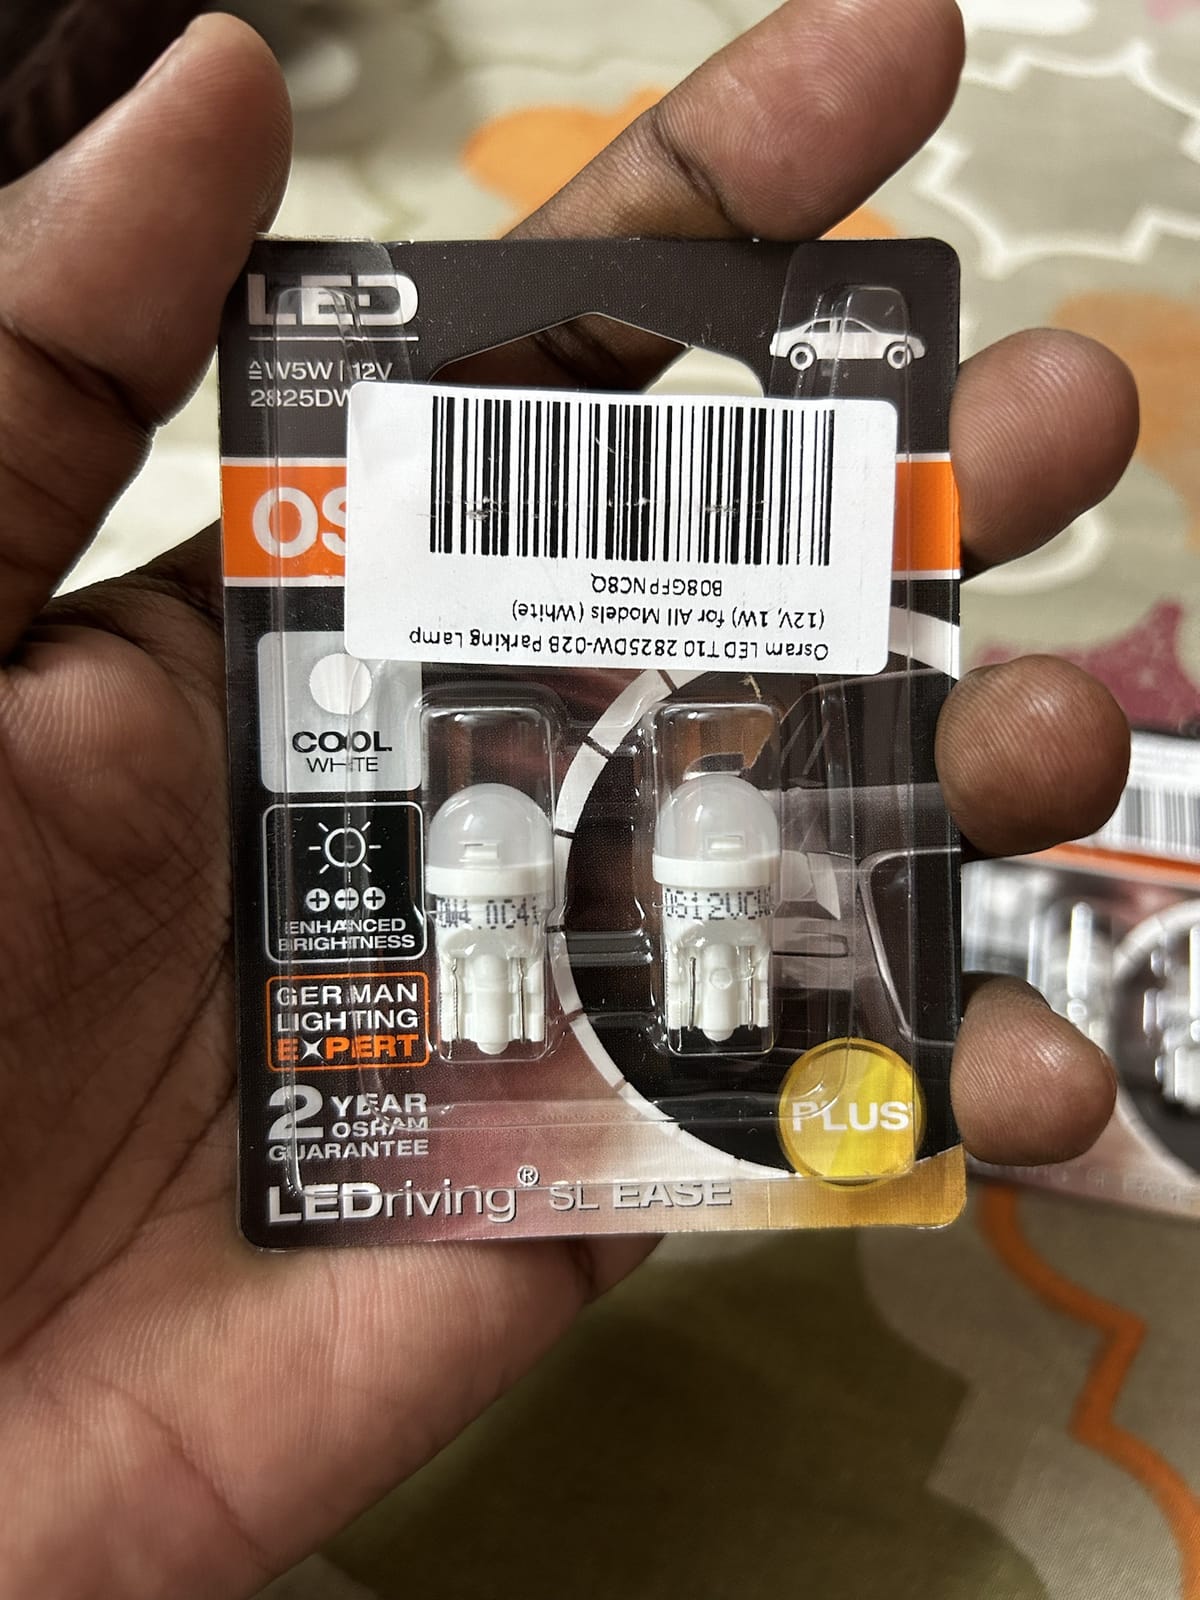 LED
≙W5W | 12V
2825DW
OS
Osram LED T10 2825DW-02B Parking Lamp
(12V, 1W) for All Models (White)
B08GFPNC8Q
COOL
WHITE
ENHANCED
BRIGHTNESS
GERMAN
LIGHTING
EXPERT
2 YEAR
OSRAM
GUARANTEE
PLUS
LEDriving® SL EASE